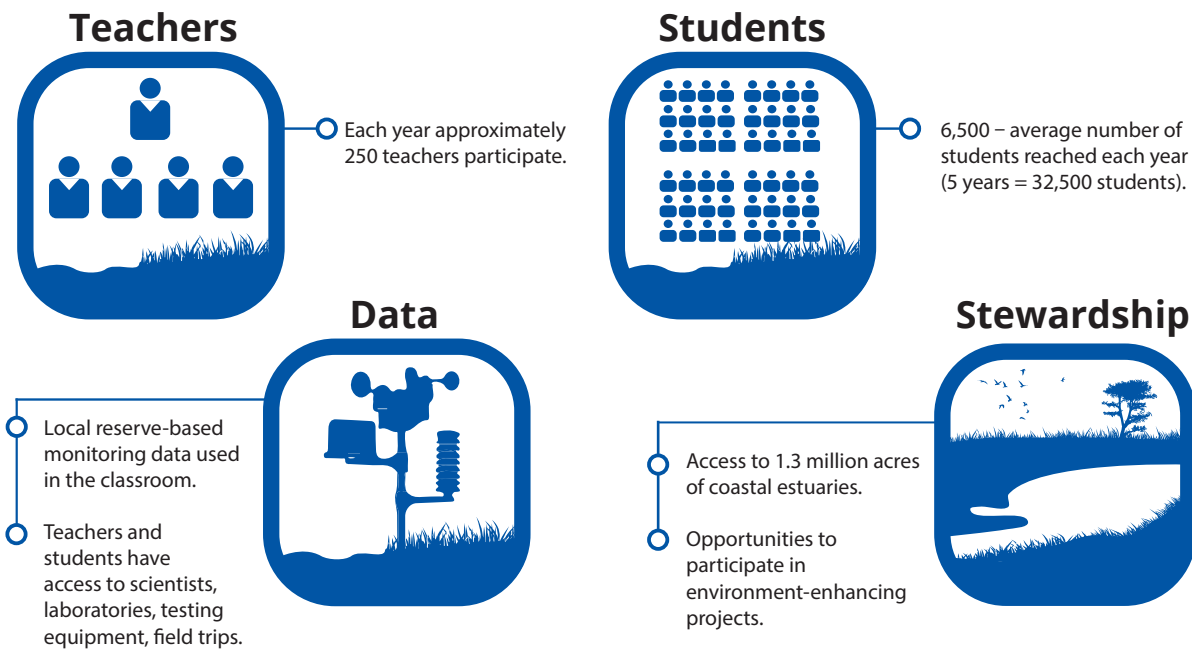 Teachers
Each year approximately
250 teachers participate.
Students
6,500 – average number of
students reached each year
(5 years = 32,500 students).
Data
Local reserve-based
monitoring data used
in the classroom.
Teachers and
students have
access to scientists,
laboratories, testing
equipment, field trips.
Stewardship
Access to 1.3 million acres
of coastal estuaries.
Opportunities to
participate in
environment-enhancing
projects.